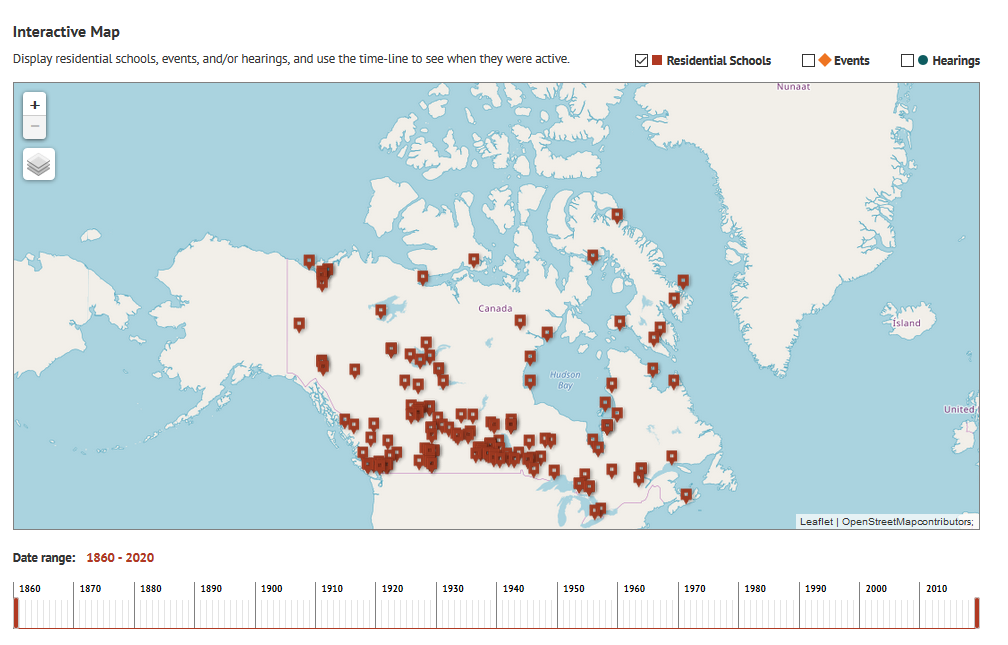 Interactive Map
Display residential schools, events, and/or hearings, and use the time-line to see when they were active.
Residential Schools Events Hearings
Nunaat
+
−
Canada
Ísland
Hudson
Bay
United
Leaflet | OpenStreetMapcontributors;
Date range: 1860 - 2020
1860 1870 1880 1890 1900 1910 1920 1930 1940 1950 1960 1970 1980 1990 2000 2010